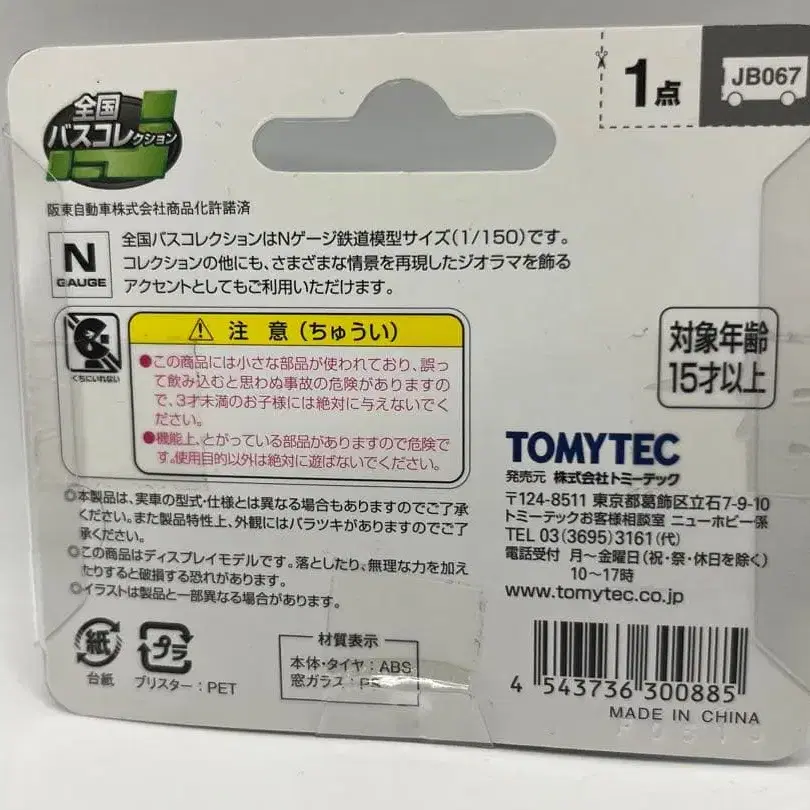 全国
バスコレクション
1点
JB067
阪東自動車株式会社商品化許諾済
N
GAUGE
全国バスコレクションはNゲージ鉄道模型サイズ(1/150)です。
コレクションの他にも、さまざまな情景を再現したジオラマを飾る
アクセントとしてもご利用いただけます。
くちにいれない
注 意(ちゅうい)
●この商品には小さな部品が使われており、誤っ
て飲み込むと思わぬ事故の危険がありますの
で、3才未満のお子様には絶対に与えないでく
ださい。
●機能上、とがっている部品がありますので危険で
す。使用目的以外は絶対に遊ばないでください。
対象年齢
15才以上
◎本製品は、実車の型式・仕様とは異なる場合もありますのでご了承
ください。また製品特性上、外観にはバラツキがありますのでご了
承ください。
◎この商品はディスプレイモデルです。落としたり、無理な力を加え
たりすると破損する恐れがあります。
◎イラストは製品と一部異なる場合があります。
TOMYTEC
発売元 株式会社トミーテック
〒124-8511 東京都葛飾区立石7-9-10
トミーテックお客様相談室 ニューホビー係
TEL 03(3695)3161(代)
電話受付 月~金曜日(祝・祭・休日を除く)
10~17時
www.tomytec.co.jp
紙
台紙
プラ
ブリスター:PET
材質表示
本体・タイヤ:ABS
窓ガラス:
4 543736 300885
MADE IN CHINA